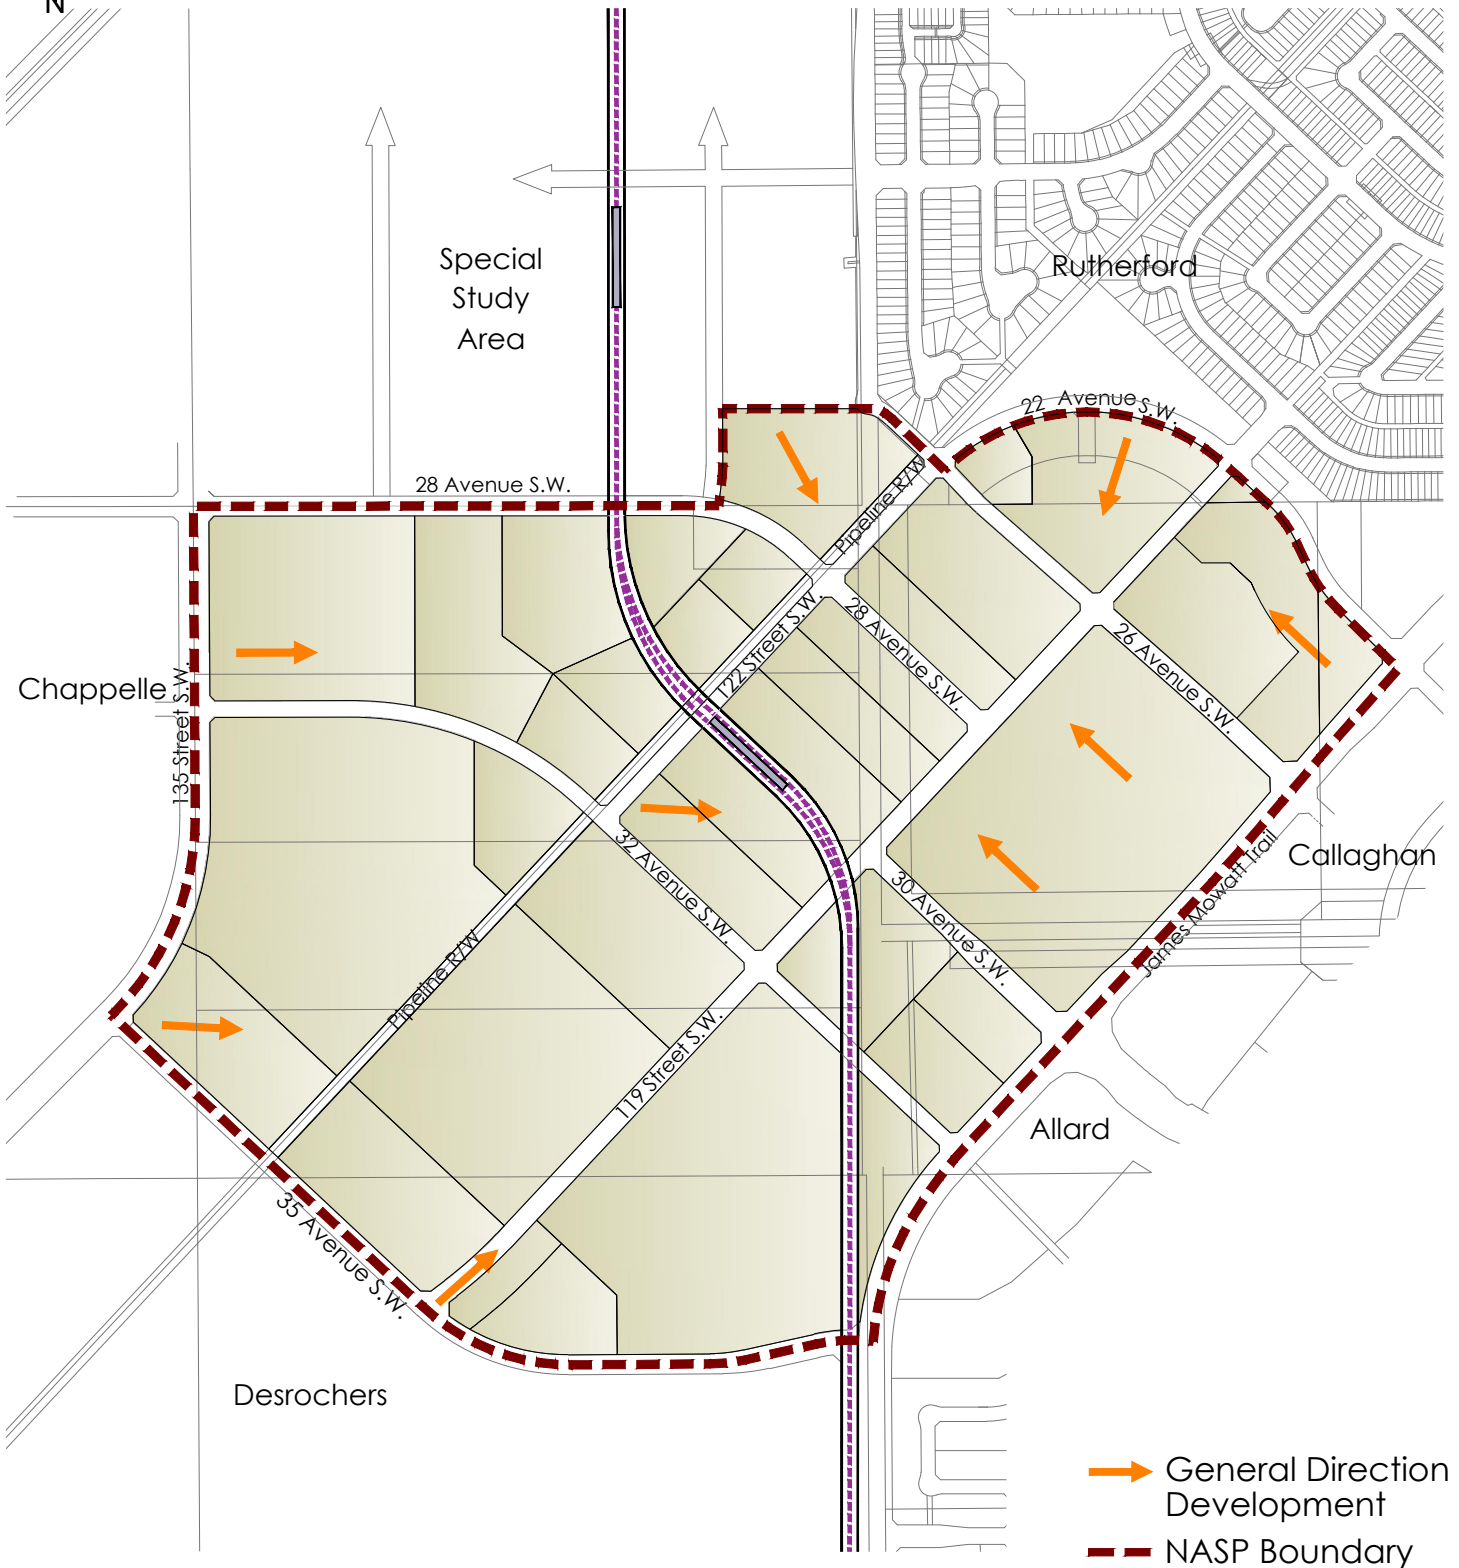 N
Special
Study
Area
Rutherford
22 Avenue S.W.
28 Avenue S.W.
Pipeline R/W
122 Street S.W.
28 Avenue S.W.
26 Avenue S.W.
Chappelle
135 Street S.W.
32 Avenue S.W.
30 Avenue S.W.
Callaghan
James Mowatt Trail
Pipeline R/W
119 Street S.W.
Allard
35 Avenue S.W.
Desrochers
General Direction
Development
NASP Boundary